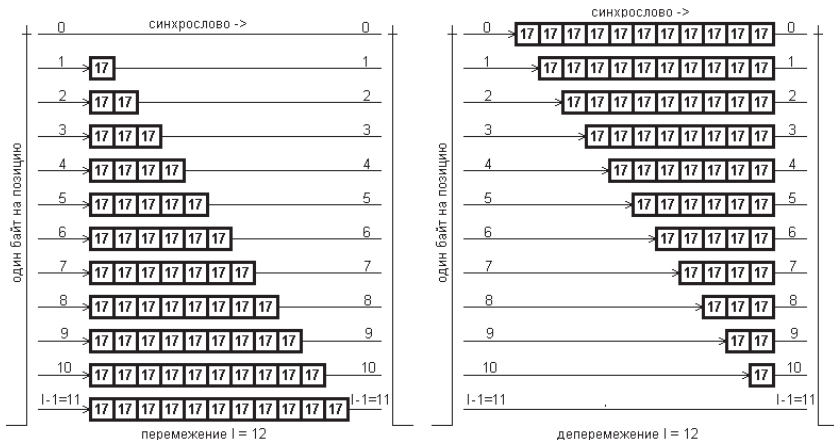 синхрослово ->
0 0
1 17 1
2 17 17 2
3 17 17 17 3
4 17 17 17 17 4
5 17 17 17 17 17 5
6 17 17 17 17 17 17 6
7 17 17 17 17 17 17 17 7
8 17 17 17 17 17 17 17 17 8
9 17 17 17 17 17 17 17 17 17 9
10 17 17 17 17 17 17 17 17 17 17 10
I-1=11 17 17 17 17 17 17 17 17 17 17 17 I-1=11
один байт на позицию
перемежение I = 12
синхрослово ->
0 17 17 17 17 17 17 17 17 17 17 17 0
1 17 17 17 17 17 17 17 17 17 17 1
2 17 17 17 17 17 17 17 17 17 2
3 17 17 17 17 17 17 17 17 3
4 17 17 17 17 17 17 17 4
5 17 17 17 17 17 17 5
6 17 17 17 17 17 6
7 17 17 17 17 7
8 17 17 17 8
9 17 17 9
10 17 10
I-1=11 I-1=11
один байт на позицию
деперемежение I = 12